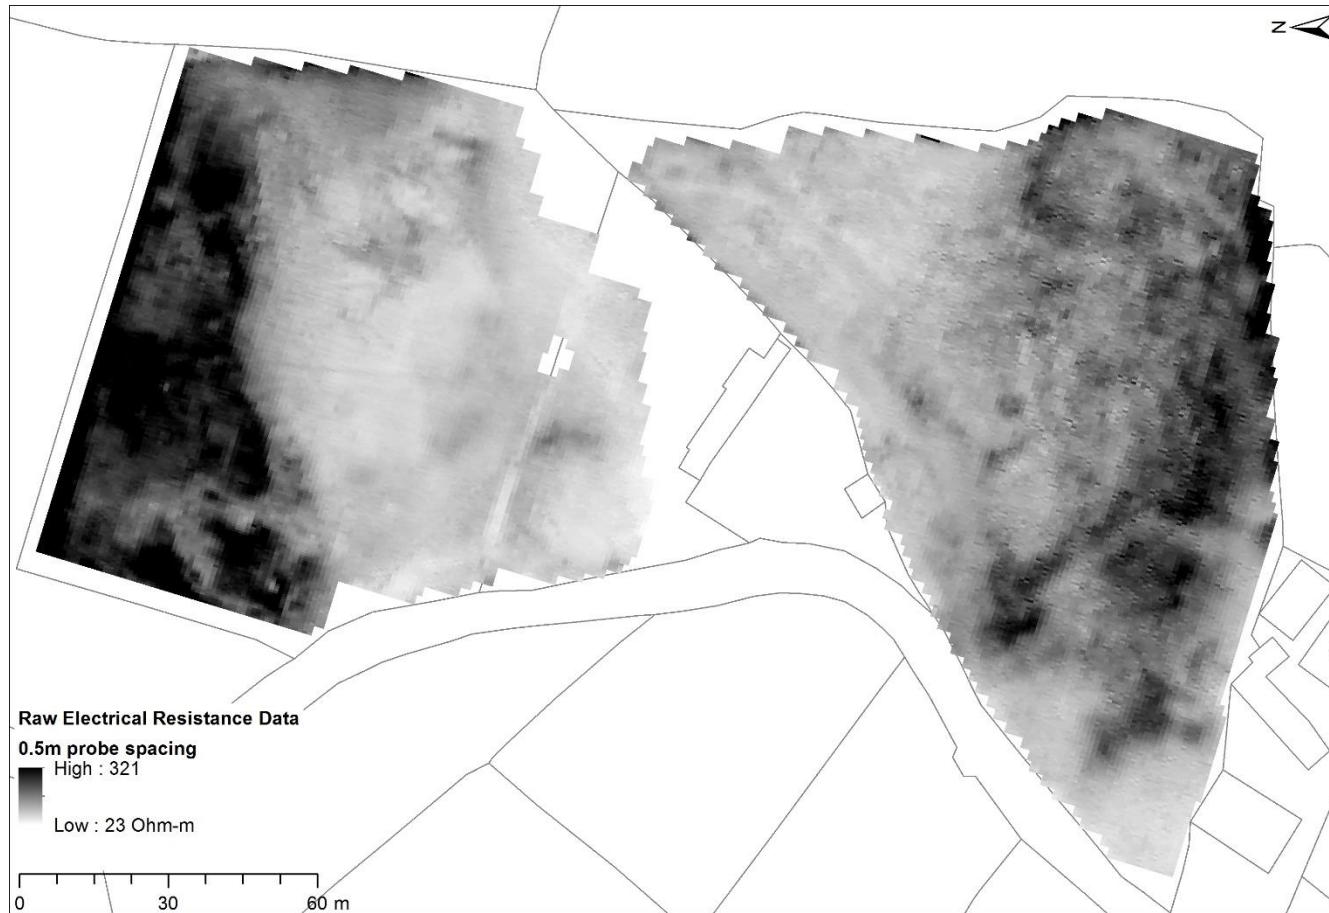 N
Raw Electrical Resistance Data
0.5m probe spacing
High : 321
Low : 23 Ohm-m
0 30 60 m